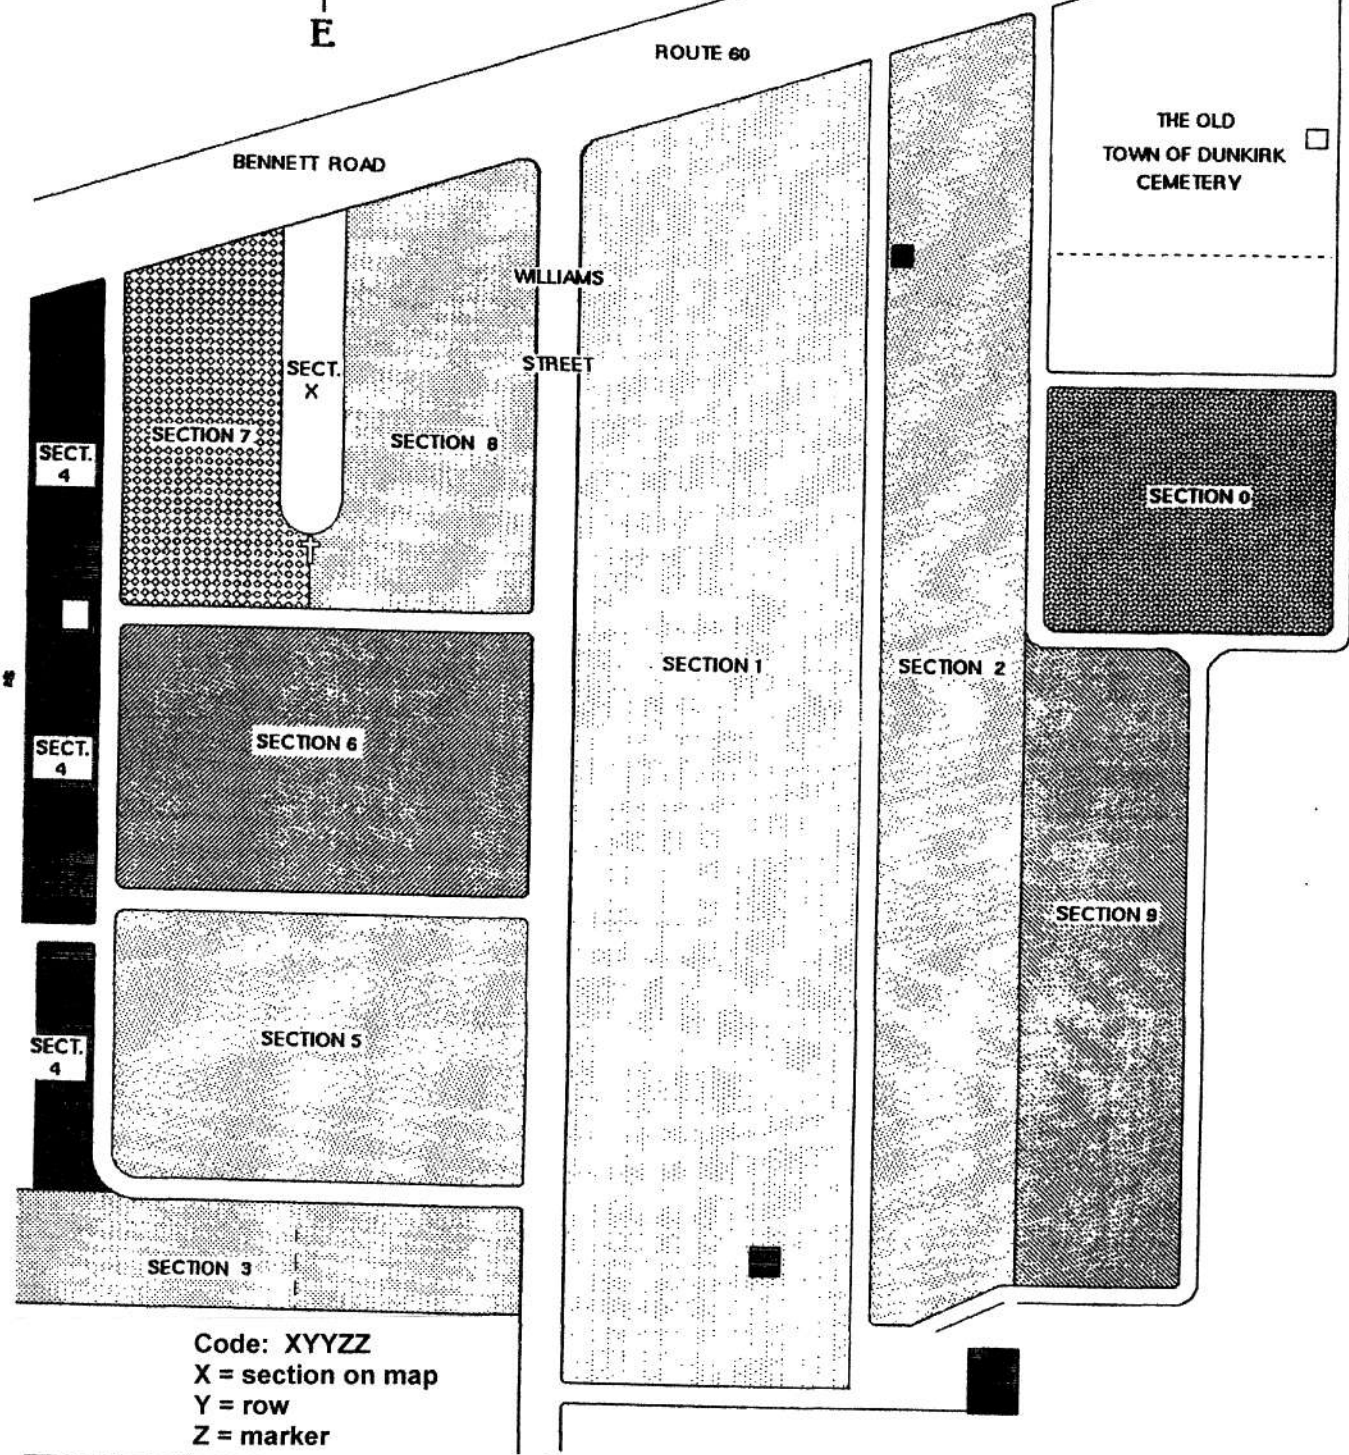 E
ROUTE 60
THE OLD
TOWN OF DUNKIRK
CEMETERY
BENNETT ROAD
WILLIAMS
STREET
SECT.
X
SECTION 7
SECTION 8
SECT.
4
SECTION 0
SECTION 1
SECTION 2
SECTION 6
SECT.
4
SECTION 9
SECTION 5
SECT.
4
SECTION 3
Code: XYYZZ
X = section on map
Y = row
Z = marker